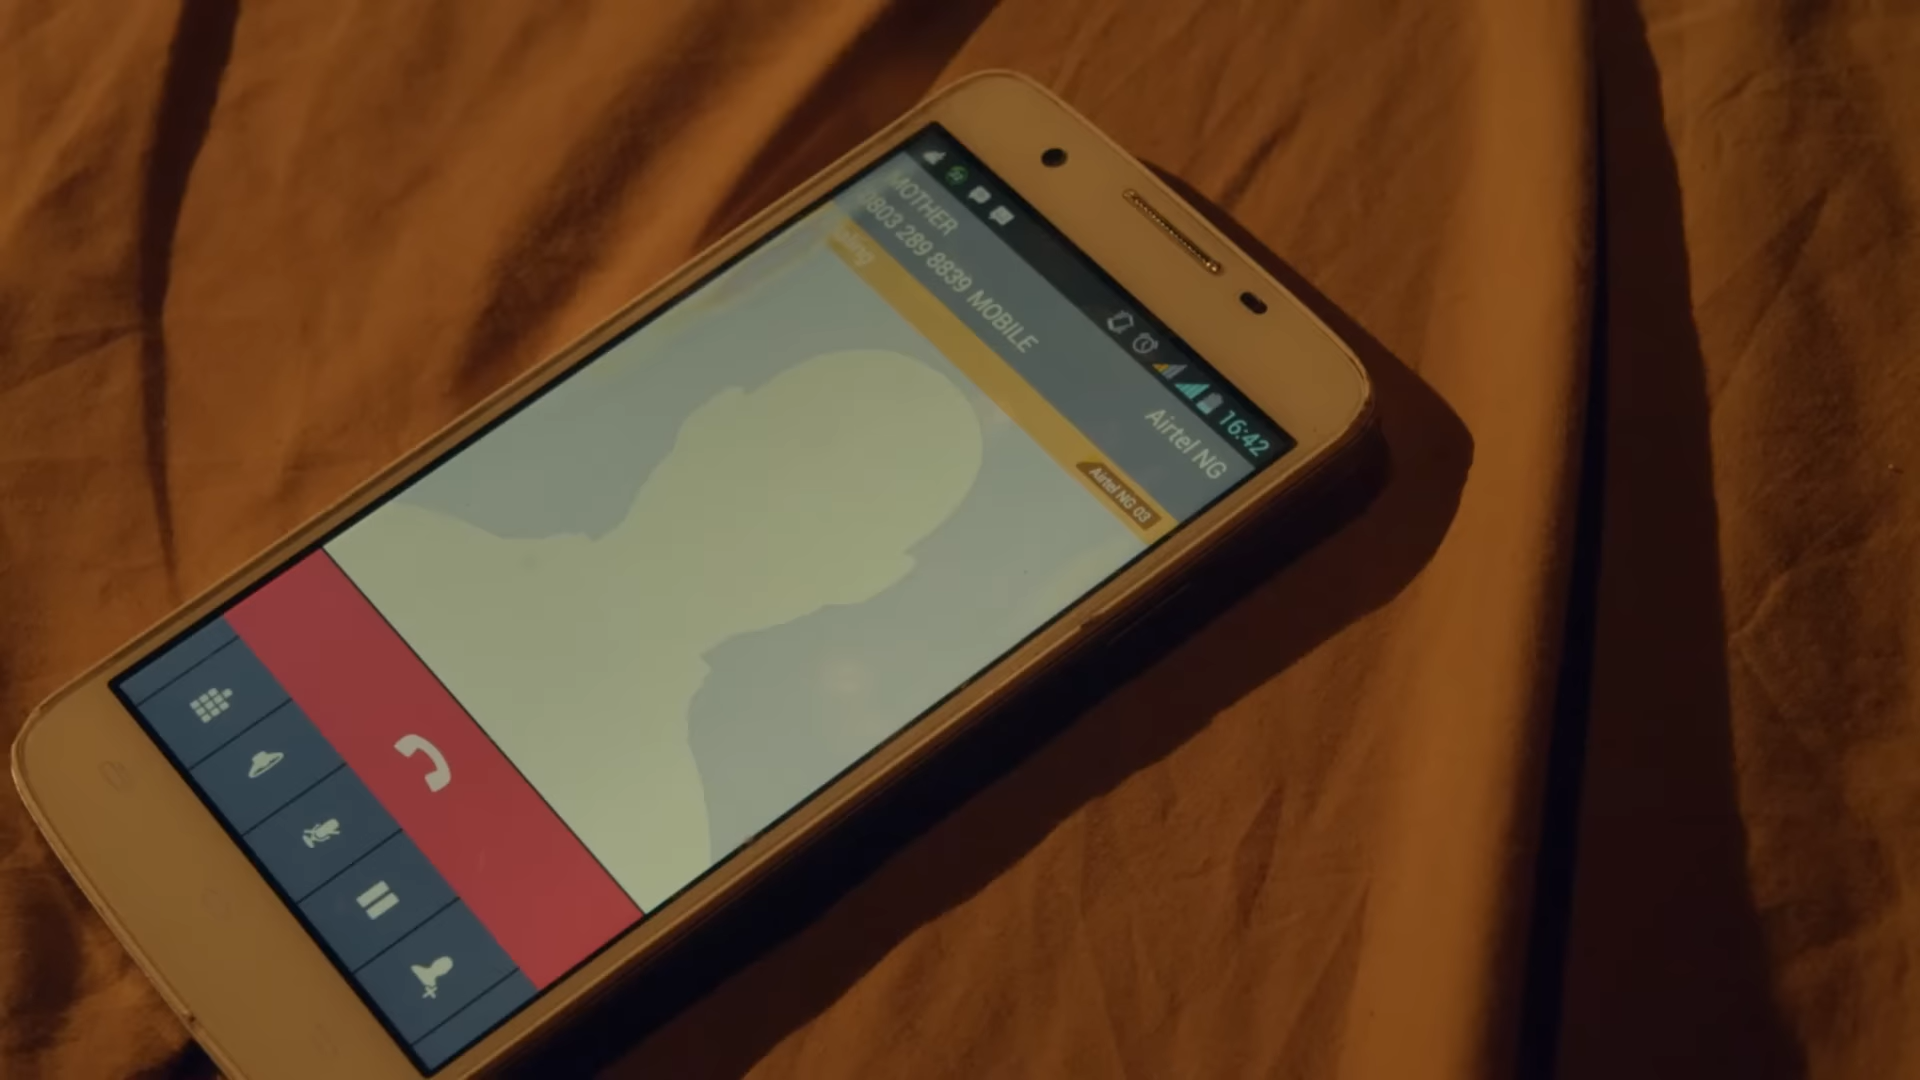 16:42
MOTHER
0803 289 8839 MOBILE
Airtel NG
Airtel NG 03